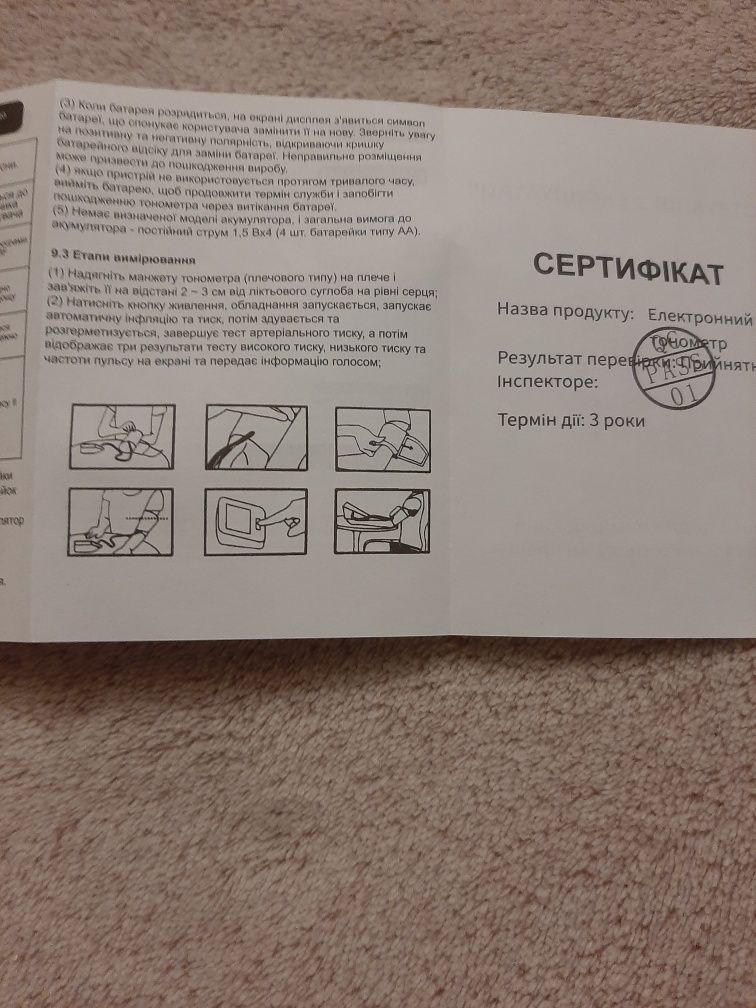 (3) Коли батарея розрядиться, на екрані дисплея з'явиться символ
батареї, що спонукає користувача замінити її на нову. Зверніть увагу
на позитивну та негативну полярність, відкриваючи кришку
батарейного відсіку для заміни батареї. Неправильне розміщення
може призвести до пошкодження виробу.
(4) якщо пристрій не використовується протягом тривалого часу,
вийміть батарею, щоб продовжити термін служби і запобігти
пошкодженню тонометра через витікання батареї.
(5) Немає визначеної моделі акумулятора, і загальна вимога до
акумулятора - постійний струм 1,5 Вх4 (4 шт. батарейки типу АА).
9.3 Етапи вимірювання
(1) Надягніть манжету тонометра (плечового типу) на плече і
зав'яжіть її на відстані 2 ~ 3 см від ліктьового суглоба на рівні серця;
(2) Натисніть кнопку живлення, обладнання запускається, запускає
автоматичну інфляцію та тиск, потім здувається та
розгерметизується, завершує тест артеріального тиску, а потім
відображає три результати тесту високого тиску, низького тиску та
частоти пульсу на екрані та передає інформацію голосом;
СЕРТИФІКАТ
Назва продукту: Електронний
тонометр
Результат перевірки: Прийнятн
Інспекторе:
QC
PASS
01
Термін дії: 3 роки